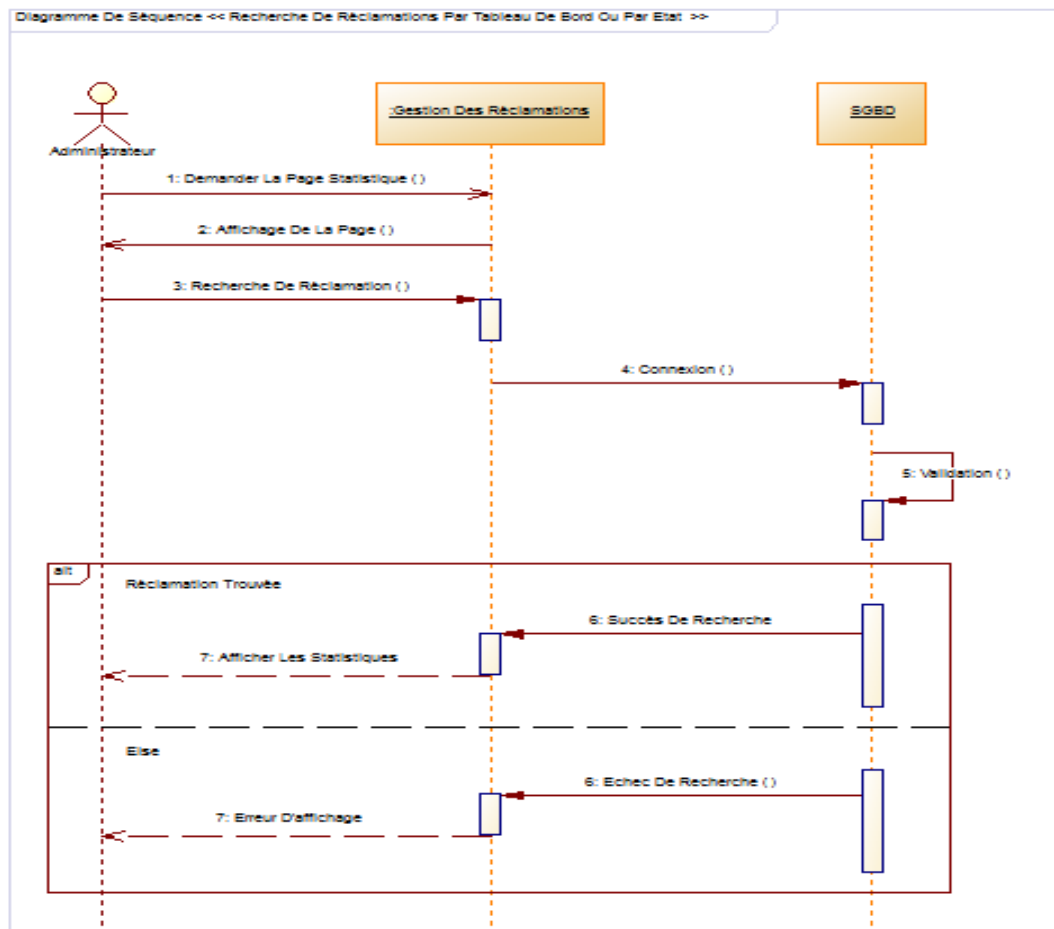 Diagramme De Séquence << Recherche De Réclamations Par Tableau De Bord Ou Par Etat >>
:Gestion Des Réclamations
SGBD
Administrateur
1: Demander La Page Statistique ( )
2: Affichage De La Page ( )
3: Recherche De Réclamation ( )
4: Connexion ( )
5: Validation ( )
alt
Réclamation Trouvée
6: Succès De Recherche
7: Afficher Les Statistiques
Else
6: Echec De Recherche ( )
7: Erreur D'affichage